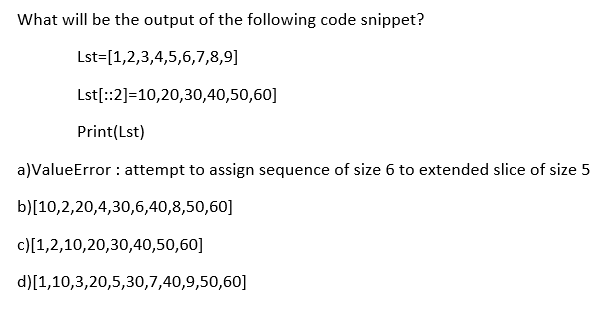 What will be the output of the following code snippet?
Lst=[1,2,3,4,5,6,7,8,9]
Lst[::2]=10,20,30,40,50,60]
Print(Lst)
a)ValueError : attempt to assign sequence of size 6 to extended slice of size 5
b)[10,2,20,4,30,6,40,8,50,60]
c)[1,2,10,20,30,40,50,60]
d)[1,10,3,20,5,30,7,40,9,50,60]